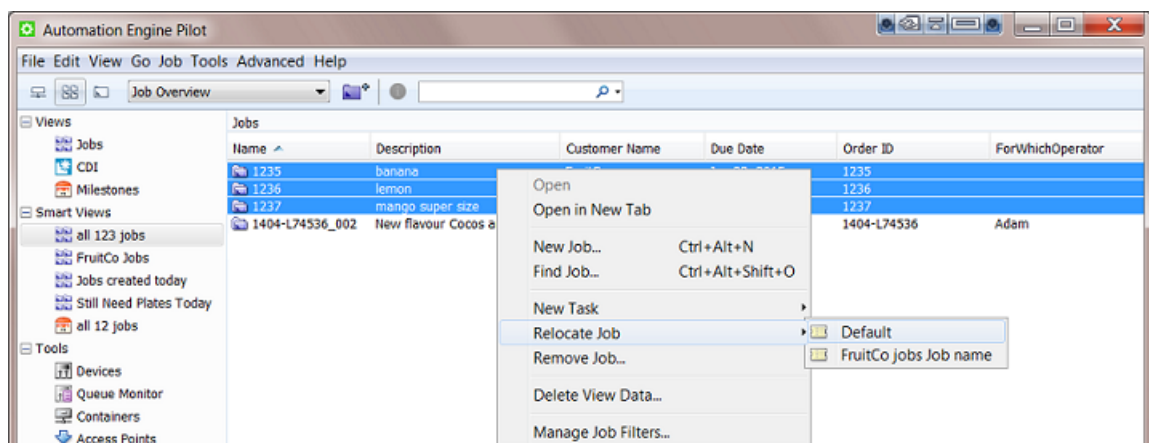 Automation Engine Pilot
File Edit View Go Job Tools Advanced Help
Job Overview
Views
Jobs
CDI
Milestones
Smart Views
all 123 jobs
FruitCo Jobs
Jobs created today
Still Need Plates Today
all 12 jobs
Tools
Devices
Queue Monitor
Containers
Access Points
Jobs
Name Description Customer Name Due Date Order ID ForWhichOperator
1235 banana 1235
1236 lemon 1236
1237 mango super size 1237
1404-L74536_002 New flavour Cocos a 1404-L74536 Adam
Open
Open in New Tab
New Job... Ctrl+Alt+N
Find Job... Ctrl+Alt+Shift+O
New Task
Relocate Job
Remove Job...
Delete View Data...
Manage Job Filters...
Default
FruitCo jobs Job name